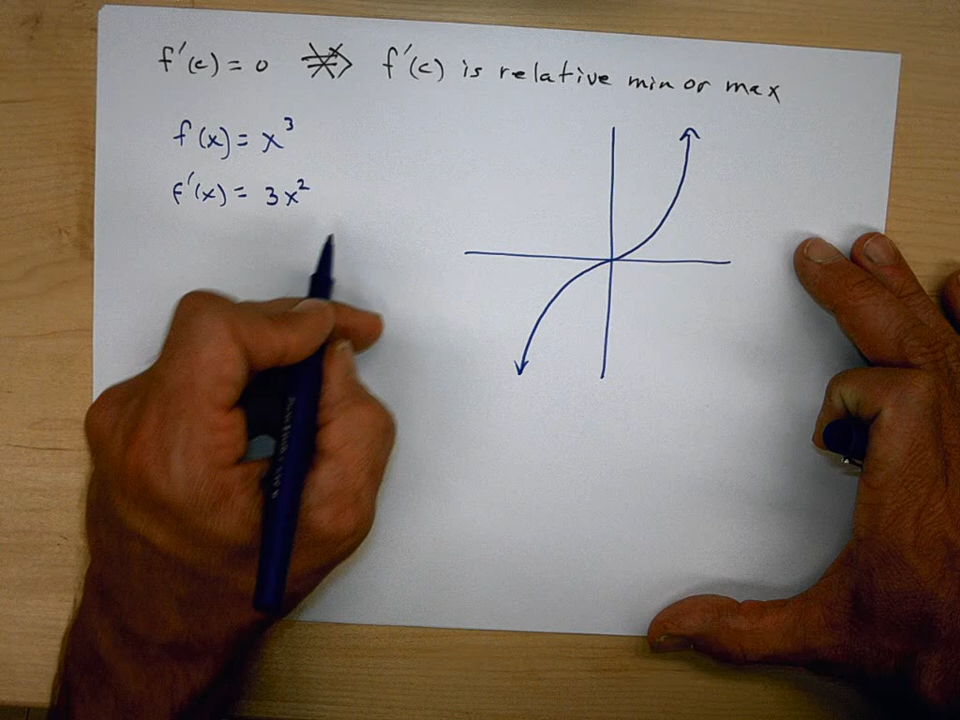 f'(c) = 0 ⇏ f'(c) is relative min or max
f(x) = x³
f'(x) = 3x²